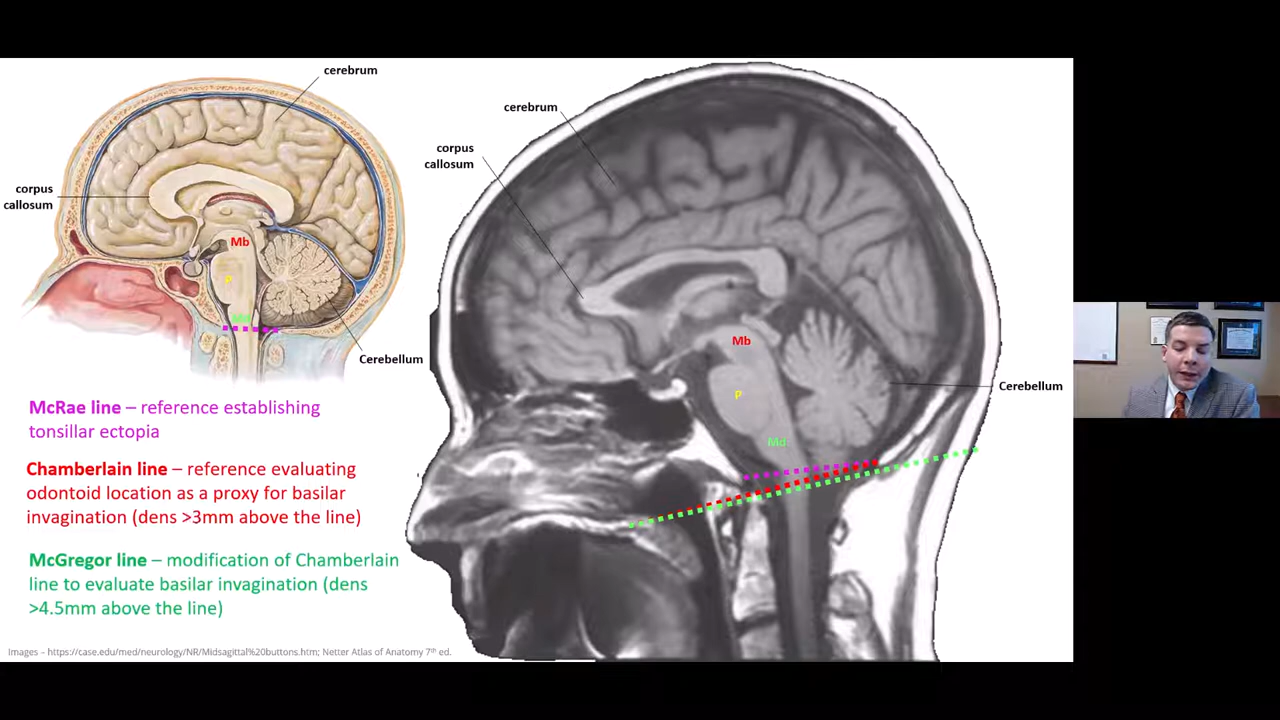 cerebrum
corpus
callosum
Mb
P
Md
Cerebellum
McRae line – reference establishing
tonsillar ectopia
Chamberlain line – reference evaluating
odontoid location as a proxy for basilar
invagination (dens >3mm above the line)
McGregor line – modification of Chamberlain
line to evaluate basilar invagination (dens
>4.5mm above the line)
Images – https://case.edu/med/neurology/NR/Midsagittal%20buttons.htm; Netter Atlas of Anatomy 7th ed.
cerebrum
corpus
callosum
Mb
P
Md
Cerebellum